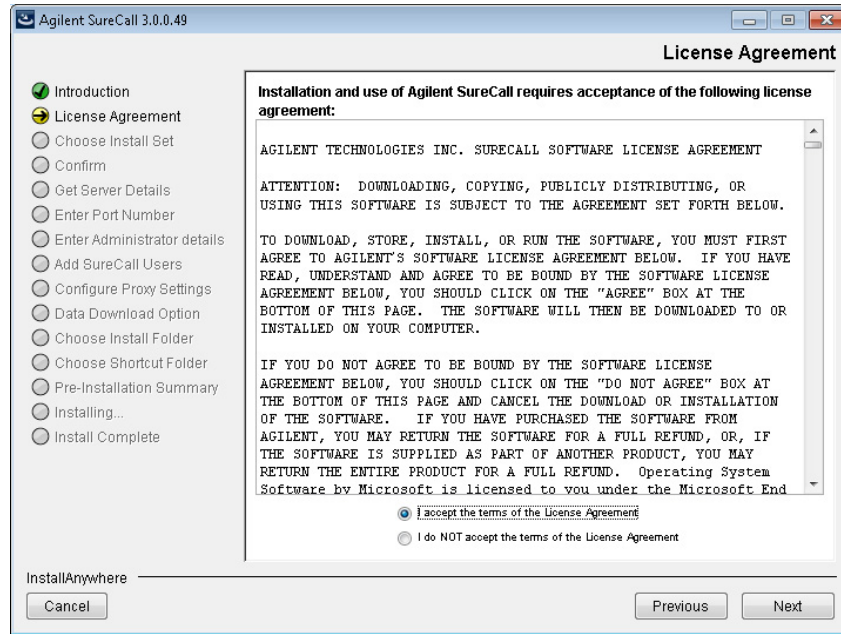 Agilent SureCall 3.0.0.49
License Agreement
Introduction
License Agreement
Choose Install Set
Confirm
Get Server Details
Enter Port Number
Enter Administrator details
Add SureCall Users
Configure Proxy Settings
Data Download Option
Choose Install Folder
Choose Shortcut Folder
Pre-Installation Summary
Installing...
Install Complete
Installation and use of Agilent SureCall requires acceptance of the following license
agreement:
AGILENT TECHNOLOGIES INC. SURECALL SOFTWARE LICENSE AGREEMENT
ATTENTION: DOWNLOADING, COPYING, PUBLICLY DISTRIBUTING, OR
USING THIS SOFTWARE IS SUBJECT TO THE AGREEMENT SET FORTH BELOW.
TO DOWNLOAD, STORE, INSTALL, OR RUN THE SOFTWARE, YOU MUST FIRST
AGREE TO AGILENT'S SOFTWARE LICENSE AGREEMENT BELOW. IF YOU HAVE
READ, UNDERSTAND AND AGREE TO BE BOUND BY THE SOFTWARE LICENSE
AGREEMENT BELOW, YOU SHOULD CLICK ON THE "AGREE" BOX AT THE
BOTTOM OF THIS PAGE. THE SOFTWARE WILL THEN BE DOWNLOADED TO OR
INSTALLED ON YOUR COMPUTER.
IF YOU DO NOT AGREE TO BE BOUND BY THE SOFTWARE LICENSE
AGREEMENT BELOW, YOU SHOULD CLICK ON THE "DO NOT AGREE" BOX AT
THE BOTTOM OF THIS PAGE AND CANCEL THE DOWNLOAD OR INSTALLATION
OF THE SOFTWARE. IF YOU HAVE PURCHASED THE SOFTWARE FROM
AGILENT, YOU MAY RETURN THE SOFTWARE FOR A FULL REFUND, OR, IF
THE SOFTWARE IS SUPPLIED AS PART OF ANOTHER PRODUCT, YOU MAY
RETURN THE ENTIRE PRODUCT FOR A FULL REFUND. Operating System
Software by Microsoft is licensed to you under the Microsoft End
I accept the terms of the License Agreement
I do NOT accept the terms of the License Agreement
InstallAnywhere
Cancel
Previous
Next